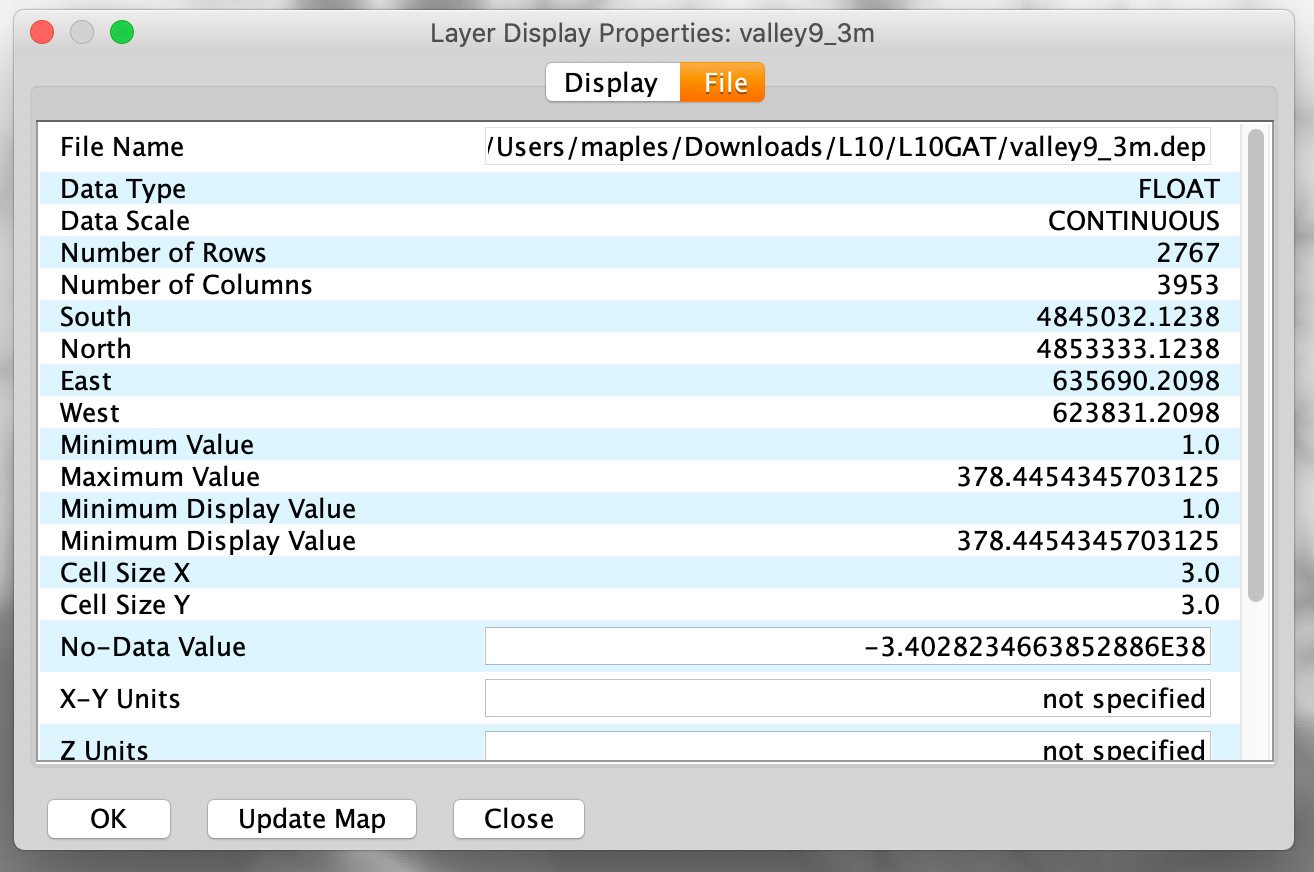 Layer Display Properties: valley9_3m
Display File
File Name /Users/maples/Downloads/L10/L10GAT/valley9_3m.dep
Data Type FLOAT
Data Scale CONTINUOUS
Number of Rows 2767
Number of Columns 3953
South 4845032.1238
North 4853333.1238
East 635690.2098
West 623831.2098
Minimum Value 1.0
Maximum Value 378.4454345703125
Minimum Display Value 1.0
Minimum Display Value 378.4454345703125
Cell Size X 3.0
Cell Size Y 3.0
No-Data Value -3.4028234663852886E38
X-Y Units not specified
Z Units not specified
OK Update Map Close